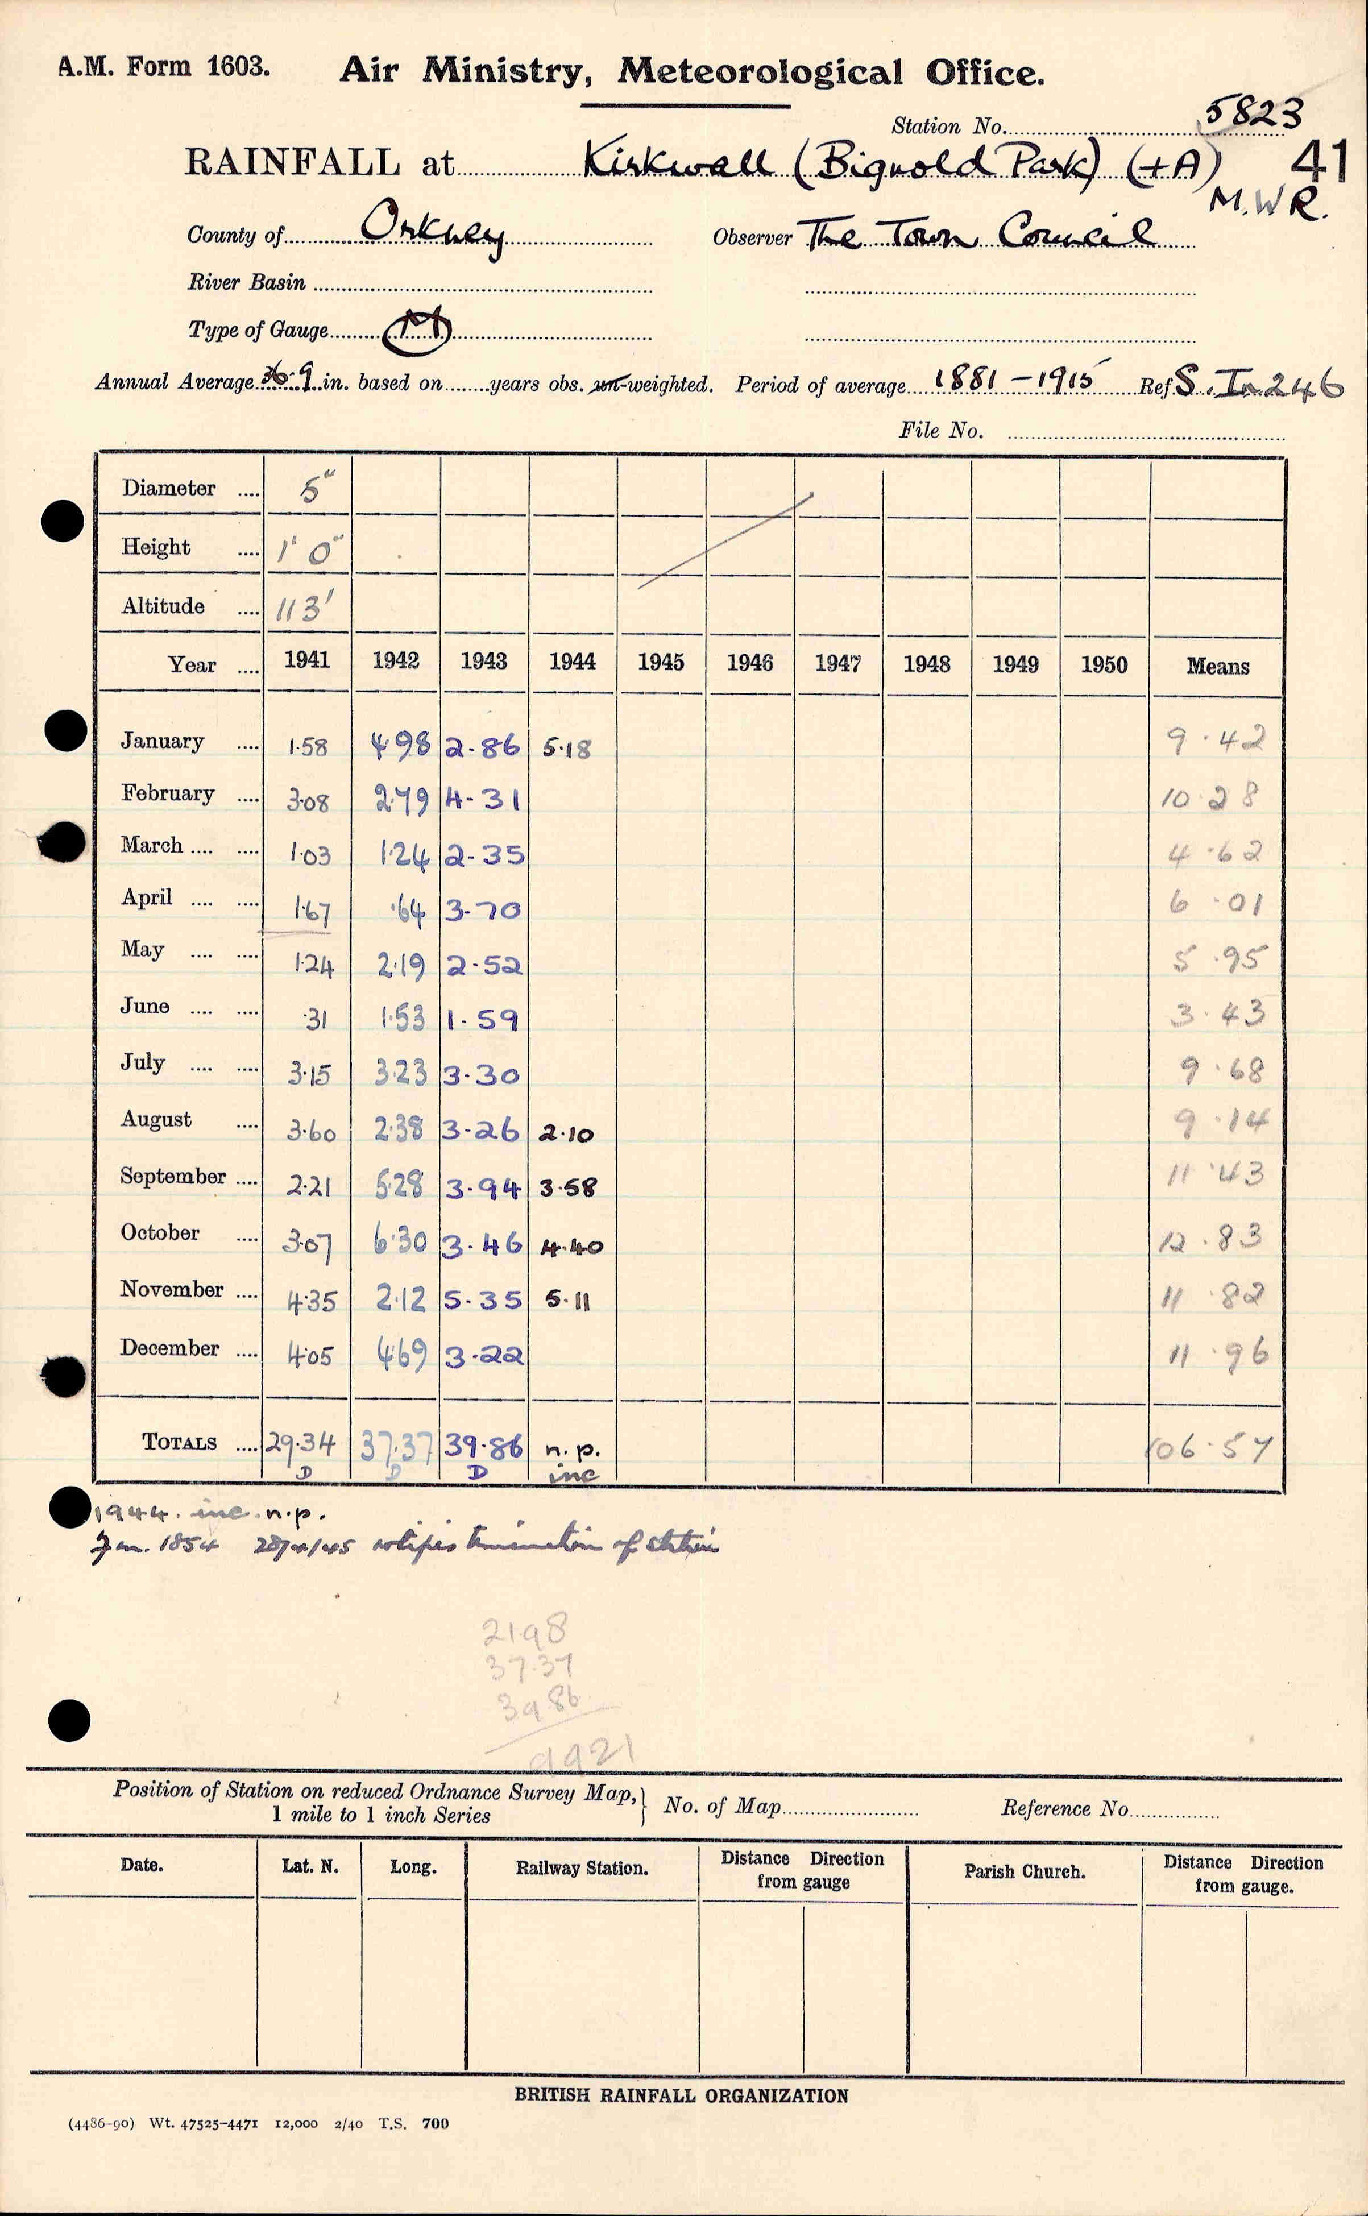 A.M. Form 1603. Air Ministry, Meteorological Office.
Station No. 5823
RAINFALL at Kirkwall (Bignold Park) (+A) 41
M.W.R.
County of Orkney Observer The Town Council
River Basin
Type of Gauge M
Annual Average 36.9 in. based on years obs. un-weighted. Period of average 1881-1915 Ref S. In 246
File No.
Diameter .... 5"
Height .... 1' 0"
Altitude .... 113'
Year .... 1941 1942 1943 1944 1945 1946 1947 1948 1949 1950 Means
January .... 1.58 4.98 2.86 5.18 9.42
February .... 3.08 2.79 4.31 10.28
March .... .... 1.03 1.24 2.35 4.62
April .... .... 1.67 .64 3.70 6.01
May .... .... 1.24 2.19 2.52 5.95
June .... .... .31 1.53 1.59 3.43
July .... .... 3.15 3.23 3.30 9.68
August .... 3.60 2.38 3.26 2.10 9.14
September .... 2.21 5.28 3.94 3.58 11.43
October .... 3.07 6.30 3.46 4.40 12.83
November .... 4.35 2.12 5.35 5.11 11.82
December .... 4.05 4.69 3.22 11.96
TOTALS .... 29.34 37.37 39.86 n.p. 106.57
D D D inc
1944. inc. n.p.
1854 notifies termination of station
2198
37.37
39.86
9921
Position of Station on reduced Ordnance Survey Map, } No. of Map Reference No.
1 mile to 1 inch Series
Date. Lat. N. Long. Railway Station. Distance Direction from gauge Parish Church. Distance Direction from gauge.
BRITISH RAINFALL ORGANIZATION
(4486-90) Wt. 47525-4471 12,000 2/40 T.S. 700